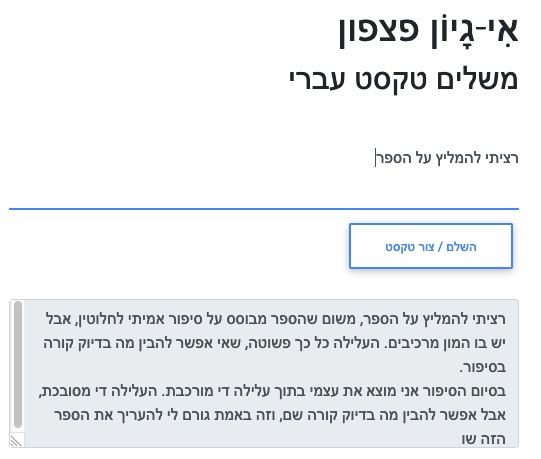 אִי-גָּיוֹן פצפון
משלים טקסט עברי
רציתי להמליץ על הספר
השלם / צור טקסט
רציתי להמליץ על הספר, משום שהספר מבוסס על סיפור אמיתי לחלוטין, אבל
יש בו המון מרכיבים. העלילה כל כך פשוטה, שאי אפשר להבין מה בדיוק קורה
בסיפור.
בסיום הסיפור אני מוצא את עצמי בתוך עלילה די מורכבת. העלילה די מסובכת,
אבל אפשר להבין מה בדיוק קורה שם, וזה באמת גורם לי להעריך את הספר
הזה שו